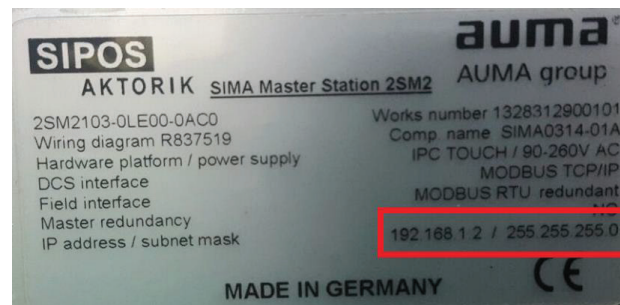 SIPOS
AKTORIK SIMA Master Station 2SM2
auma
AUMA group
2SM2103-0LE00-0AC0 Works number 1328312900101
Wiring diagram R837519 Comp. name SIMA0314-01A
Hardware platform / power supply IPC TOUCH / 90-260V AC
DCS interface MODBUS TCP/IP
Field interface MODBUS RTU redundant
Master redundancy NO
IP address / subnet mask 192.168.1.2 / 255.255.255.0
MADE IN GERMANY CE